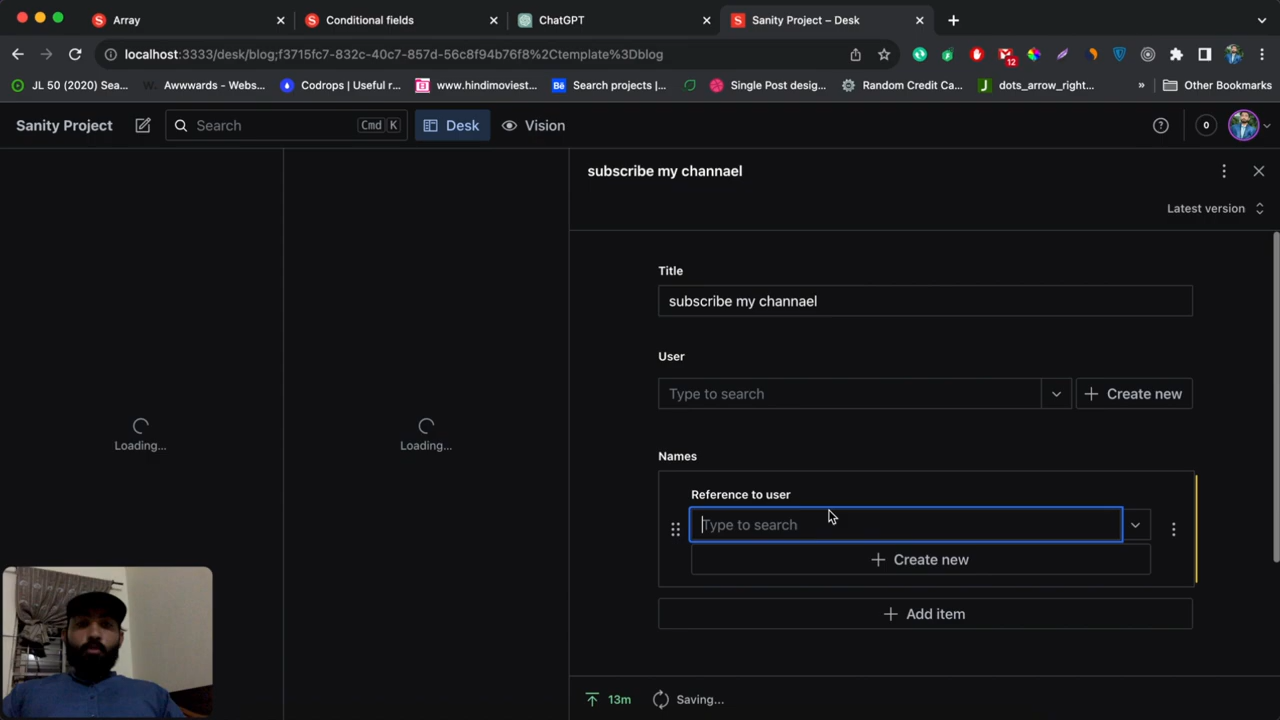 Array
Conditional fields
ChatGPT
Sanity Project – Desk
localhost:3333/desk/blog;f3715fc7-832c-40c7-857d-56c8f94b76f8%2Ctemplate%3Dblog
12
JL 50 (2020) Sea...
Awwwards - Webs...
Codrops | Useful r...
www.hindimoviest...
Search projects |...
Single Post desig...
Random Credit Ca...
dots_arrow_right...
»
Other Bookmarks
Sanity Project
Search
Cmd K
Desk
Vision
0
subscribe my channael
Latest version
Title
subscribe my channael
User
Type to search
Create new
Names
Reference to user
Type to search
Create new
Add item
Loading...
Loading...
13m
Saving...